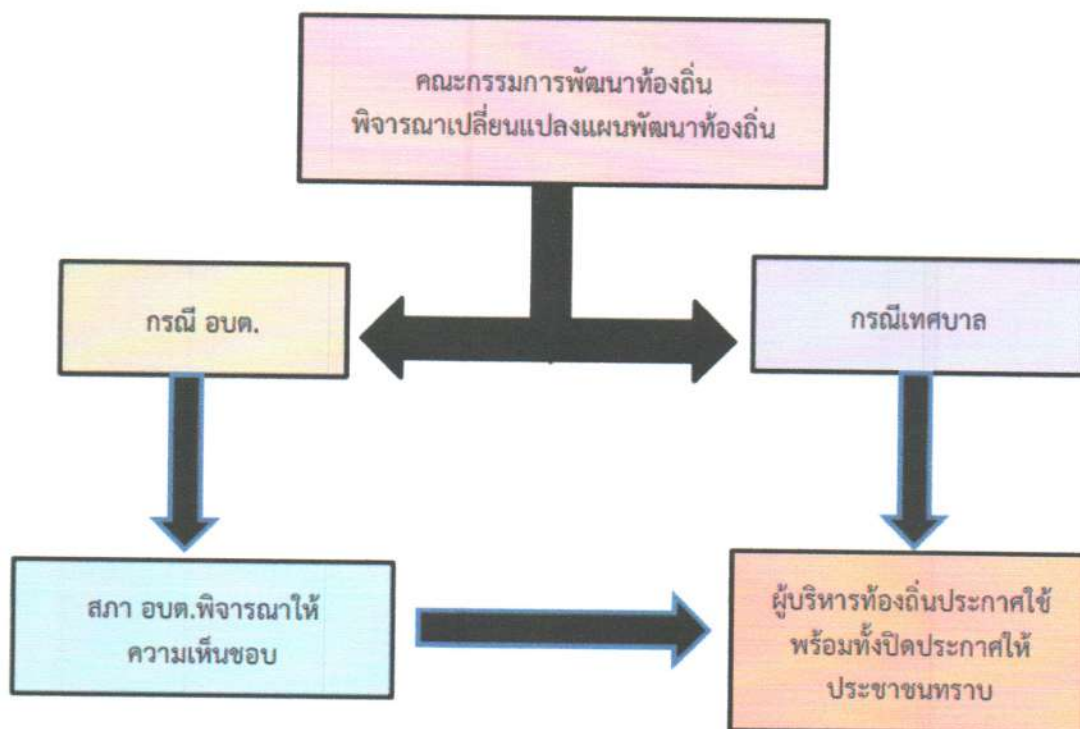 คณะกรรมการพัฒนาท้องถิ่น
พิจารณาเปลี่ยนแปลงแผนพัฒนาท้องถิ่น
กรณี อบต.
กรณีเทศบาล
สภา อบต.พิจารณาให้
ความเห็นชอบ
ผู้บริหารท้องถิ่นประกาศใช้
พร้อมทั้งปิดประกาศให้
ประชาชนทราบ